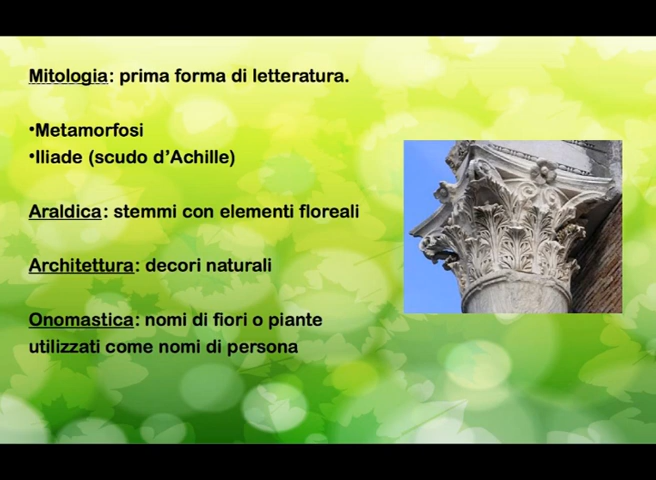 Mitologia: prima forma di letteratura.
•Metamorfosi
•Iliade (scudo d'Achille)
Araldica: stemmi con elementi floreali
Architettura: decori naturali
Onomastica: nomi di fiori o piante
utilizzati come nomi di persona